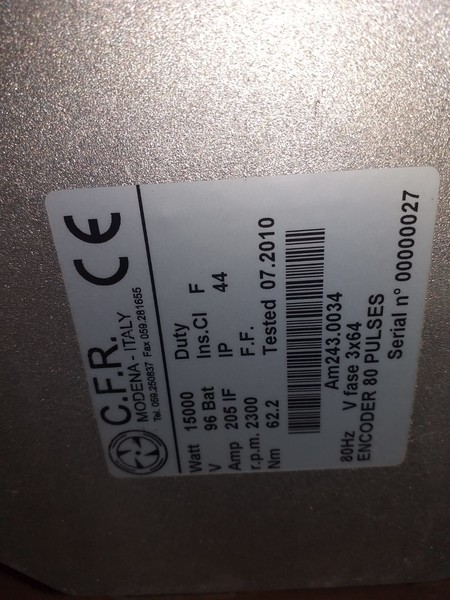 C.F.R.
MODENA - ITALY
Tel. 059.250837 Fax 059.281655
CE
Watt 15000 Duty
V 96 Bat Ins.Cl F
Amp 205 IF IP 44
r.p.m. 2300 F.F.
Nm 62.2 Tested 07.2010
Am243.0034
80Hz V fase 3x64
ENCODER 80 PULSES
Serial n° 00000027